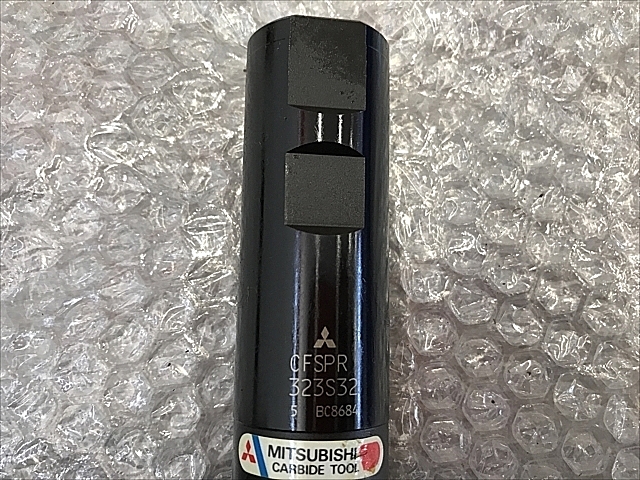 CFSPR
323S32
5 BC8684
MITSUBISHI
CARBIDE TOOL